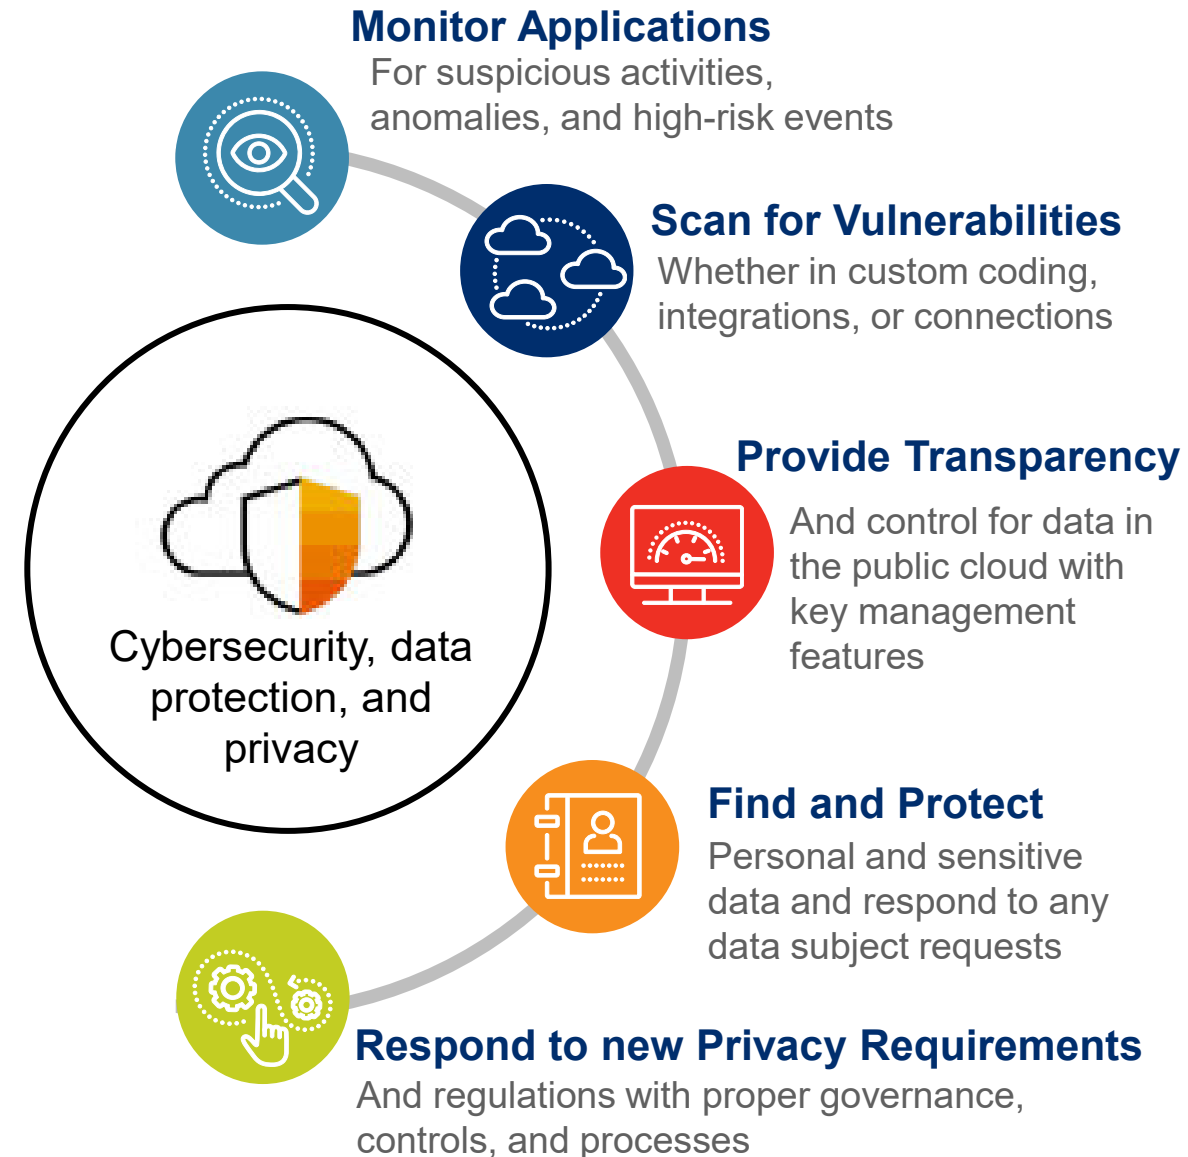 Monitor Applications
For suspicious activities,
anomalies, and high-risk events
Scan for Vulnerabilities
Whether in custom coding,
integrations, or connections
Provide Transparency
And control for data in
the public cloud with
key management
features
Cybersecurity, data
protection, and
privacy
Find and Protect
Personal and sensitive
data and respond to any
data subject requests
Respond to new Privacy Requirements
And regulations with proper governance,
controls, and processes